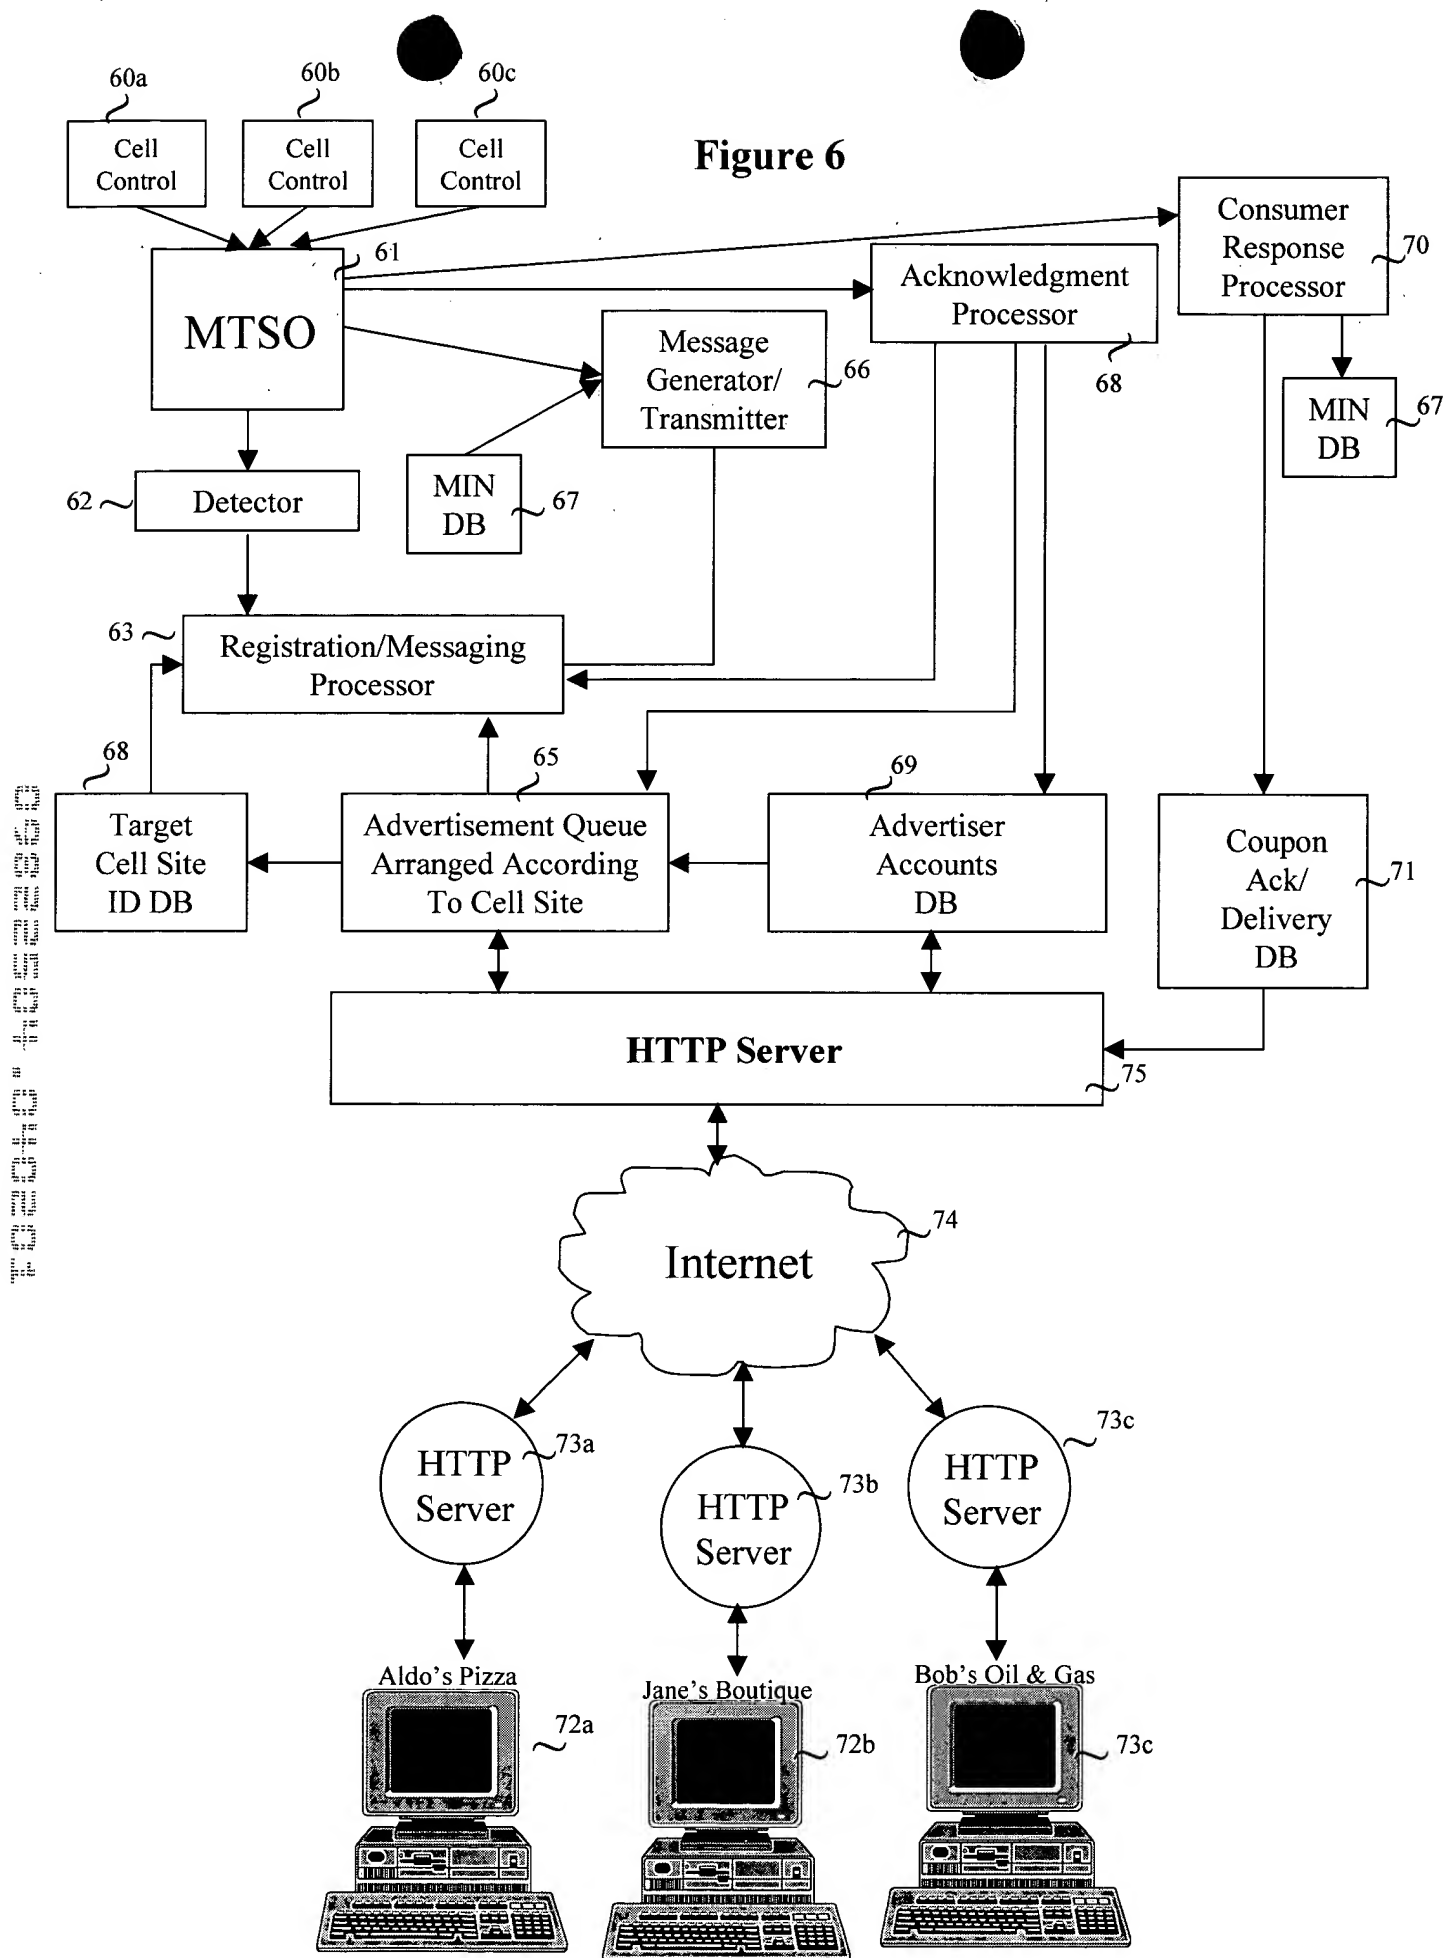 60a
60b
60c
Cell
Control
Cell
Control
Cell
Control
Figure 6
61
MTSO
Consumer
Response
Processor
70
Acknowledgment
Processor
68
Message
Generator/
Transmitter
66
MIN
DB
67
62
Detector
MIN
DB
67
63
Registration/Messaging
Processor
68
Target
Cell Site
ID DB
65
Advertisement Queue
Arranged According
To Cell Site
69
Advertiser
Accounts
DB
Coupon
Ack/
Delivery
DB
71
HTTP Server
75
74
Internet
HTTP
Server
73a
HTTP
Server
73b
HTTP
Server
73c
Aldo's Pizza
Jane's Boutique
Bob's Oil & Gas
72a
72b
73c